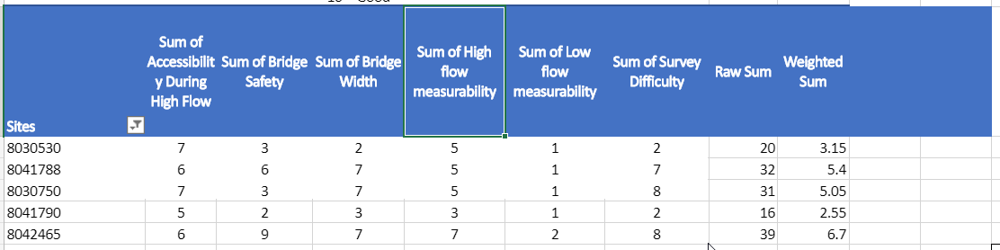 Sites Sum of Accessibility During High Flow Sum of Bridge Safety Sum of Bridge Width Sum of High flow measurability Sum of Low flow measurability Sum of Survey Difficulty Raw Sum Weighted Sum
8030530 7 3 2 5 1 2 20 3.15
8041788 6 6 7 5 1 7 32 5.4
8030750 7 3 7 5 1 8 31 5.05
8041790 5 2 3 3 1 2 16 2.55
8042465 6 9 7 7 2 8 39 6.7